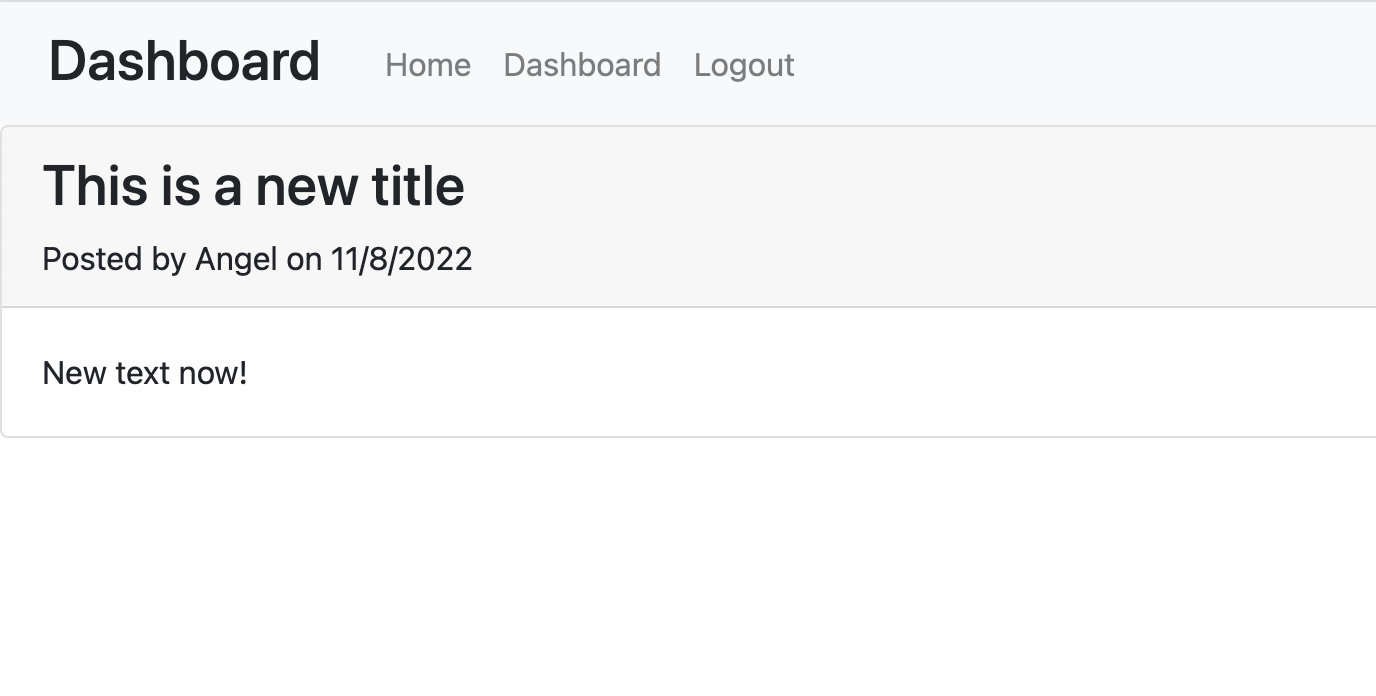 Dashboard Home Dashboard Logout
This is a new title
Posted by Angel on 11/8/2022
New text now!